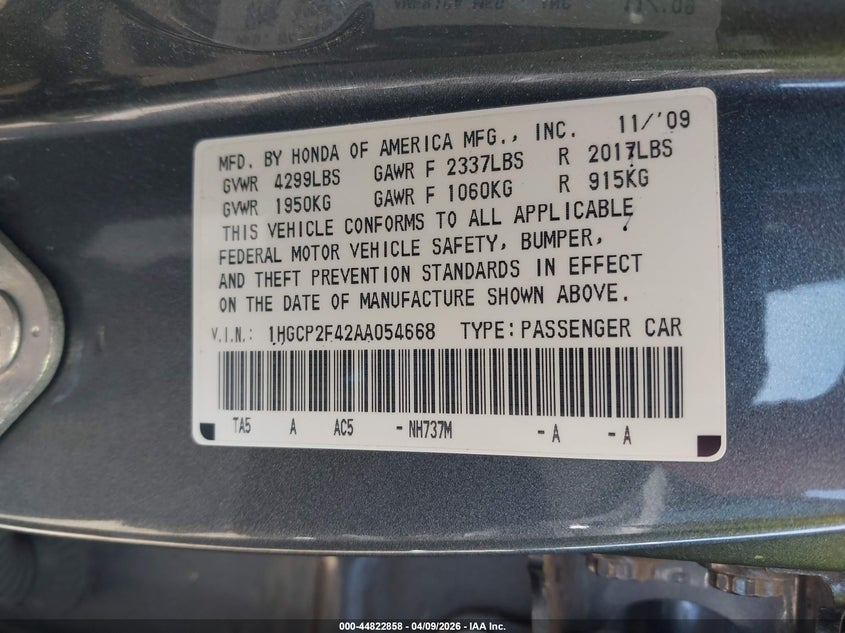 MFD. BY HONDA OF AMERICA MFG., INC. 11/'09
GVWR 4299LBS GAWR F 2337LBS R 2017LBS
GVWR 1950KG GAWR F 1060KG R 915KG
THIS VEHICLE CONFORMS TO ALL APPLICABLE
FEDERAL MOTOR VEHICLE SAFETY, BUMPER,
AND THEFT PREVENTION STANDARDS IN EFFECT
ON THE DATE OF MANUFACTURE SHOWN ABOVE.
V.I.N.: 1HGCP2F42AA054668 TYPE: PASSENGER CAR
TA5 A AC5 - NH737M - A - A
000-44822858 - 04/09/2026 - IAA Inc.